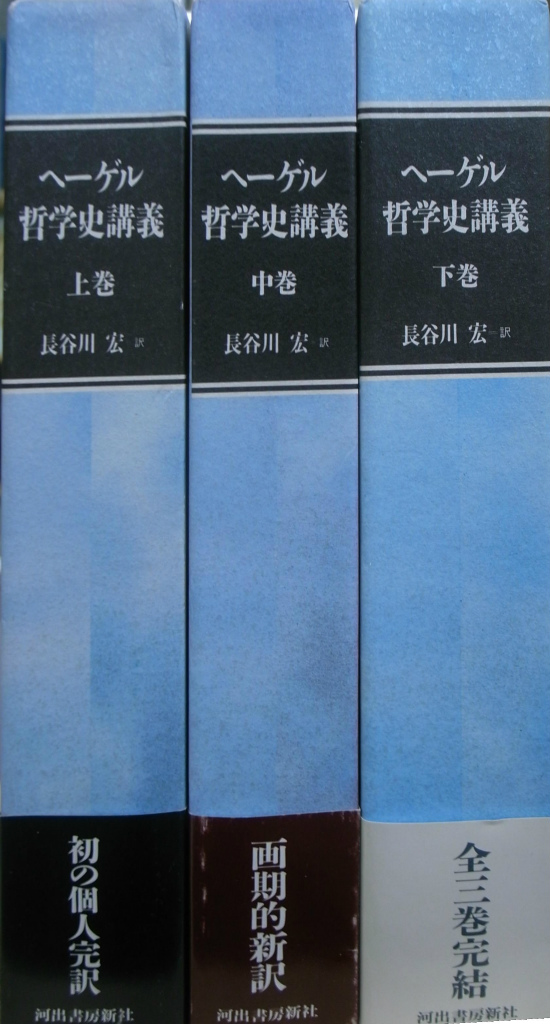 ヘーゲル
哲学史講義
上巻
長谷川 宏 訳
初の個人完訳
河出書房新社
ヘーゲル
哲学史講義
中巻
長谷川 宏 訳
画期的新訳
河出書房新社
ヘーゲル
哲学史講義
下巻
長谷川 宏 訳
全三巻完結
河出書房新社